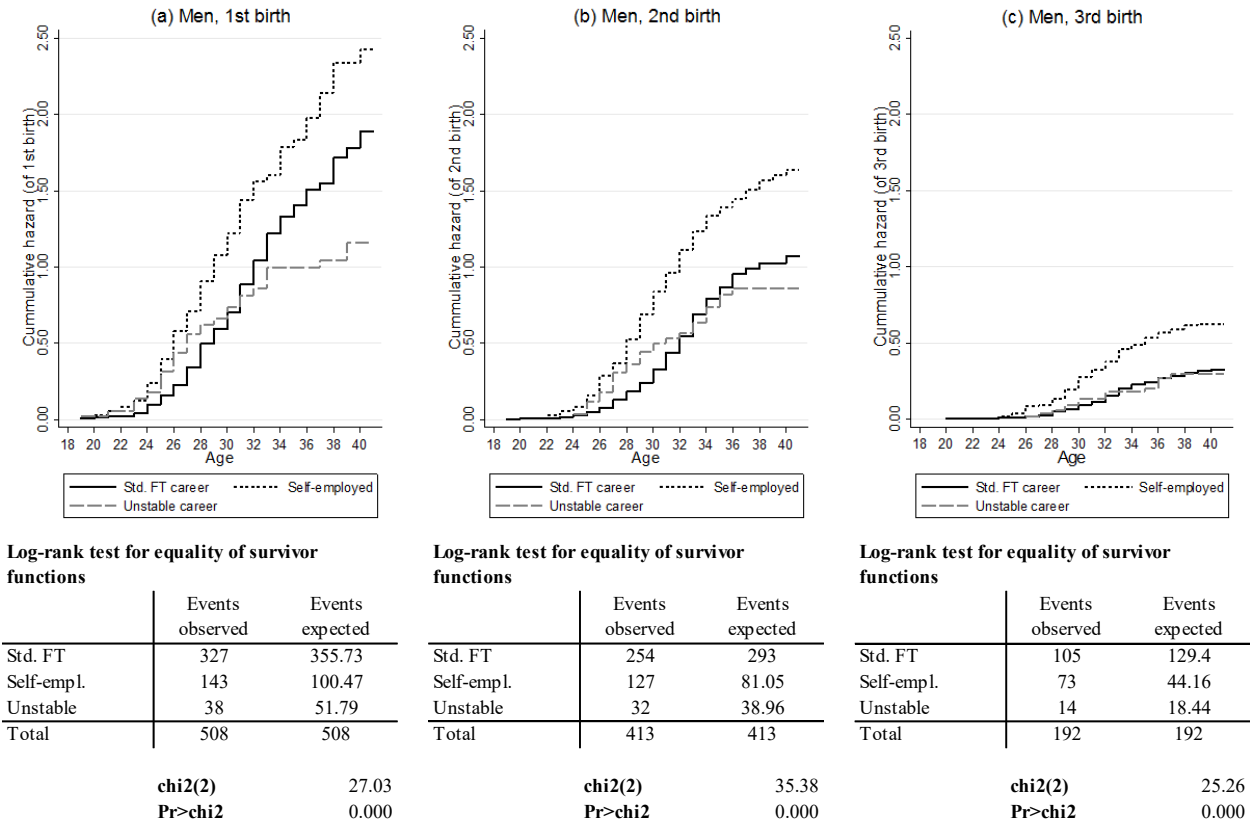 (a) Men, 1st birth
Cummulative hazard (of 1st birth)
2.50
2.00
1.50
1.00
0.50
0.00
18 20 22 24 26 28 30 32 34 36 38 40
Age
Std. FT career Self-employed
Unstable career
(b) Men, 2nd birth
Cummulative hazard (of 2nd birth)
2.50
2.00
1.50
1.00
0.50
0.00
18 20 22 24 26 28 30 32 34 36 38 40
Age
Std. FT career Self-employed
Unstable career
(c) Men, 3rd birth
Cummulative hazard (of 3rd birth)
2.50
2.00
1.50
1.00
0.50
0.00
18 20 22 24 26 28 30 32 34 36 38 40
Age
Std. FT career Self-employed
Unstable career
Log-rank test for equality of survivor
functions
Events Events
observed expected
Std. FT 327 355.73
Self-empl. 143 100.47
Unstable 38 51.79
Total 508 508
chi2(2) 27.03
Pr>chi2 0.000
Log-rank test for equality of survivor
functions
Events Events
observed expected
Std. FT 254 293
Self-empl. 127 81.05
Unstable 32 38.96
Total 413 413
chi2(2) 35.38
Pr>chi2 0.000
Log-rank test for equality of survivor
functions
Events Events
observed expected
Std. FT 105 129.4
Self-empl. 73 44.16
Unstable 14 18.44
Total 192 192
chi2(2) 25.26
Pr>chi2 0.000